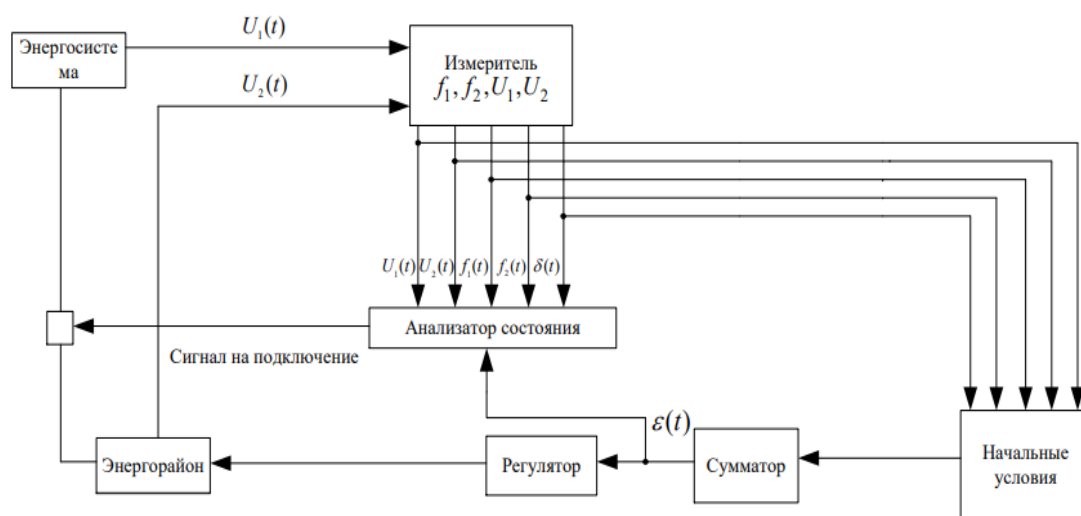 U₁(t)
Энергосисте
ма
Измеритель
f₁, f₂, U₁, U₂
U₂(t)
U₁(t) U₂(t) f₁(t) f₂(t) δ(t)
Анализатор состояния
Сигнал на подключение
ε(t)
Энергорайон
Регулятор
Сумматор
Начальные
условия